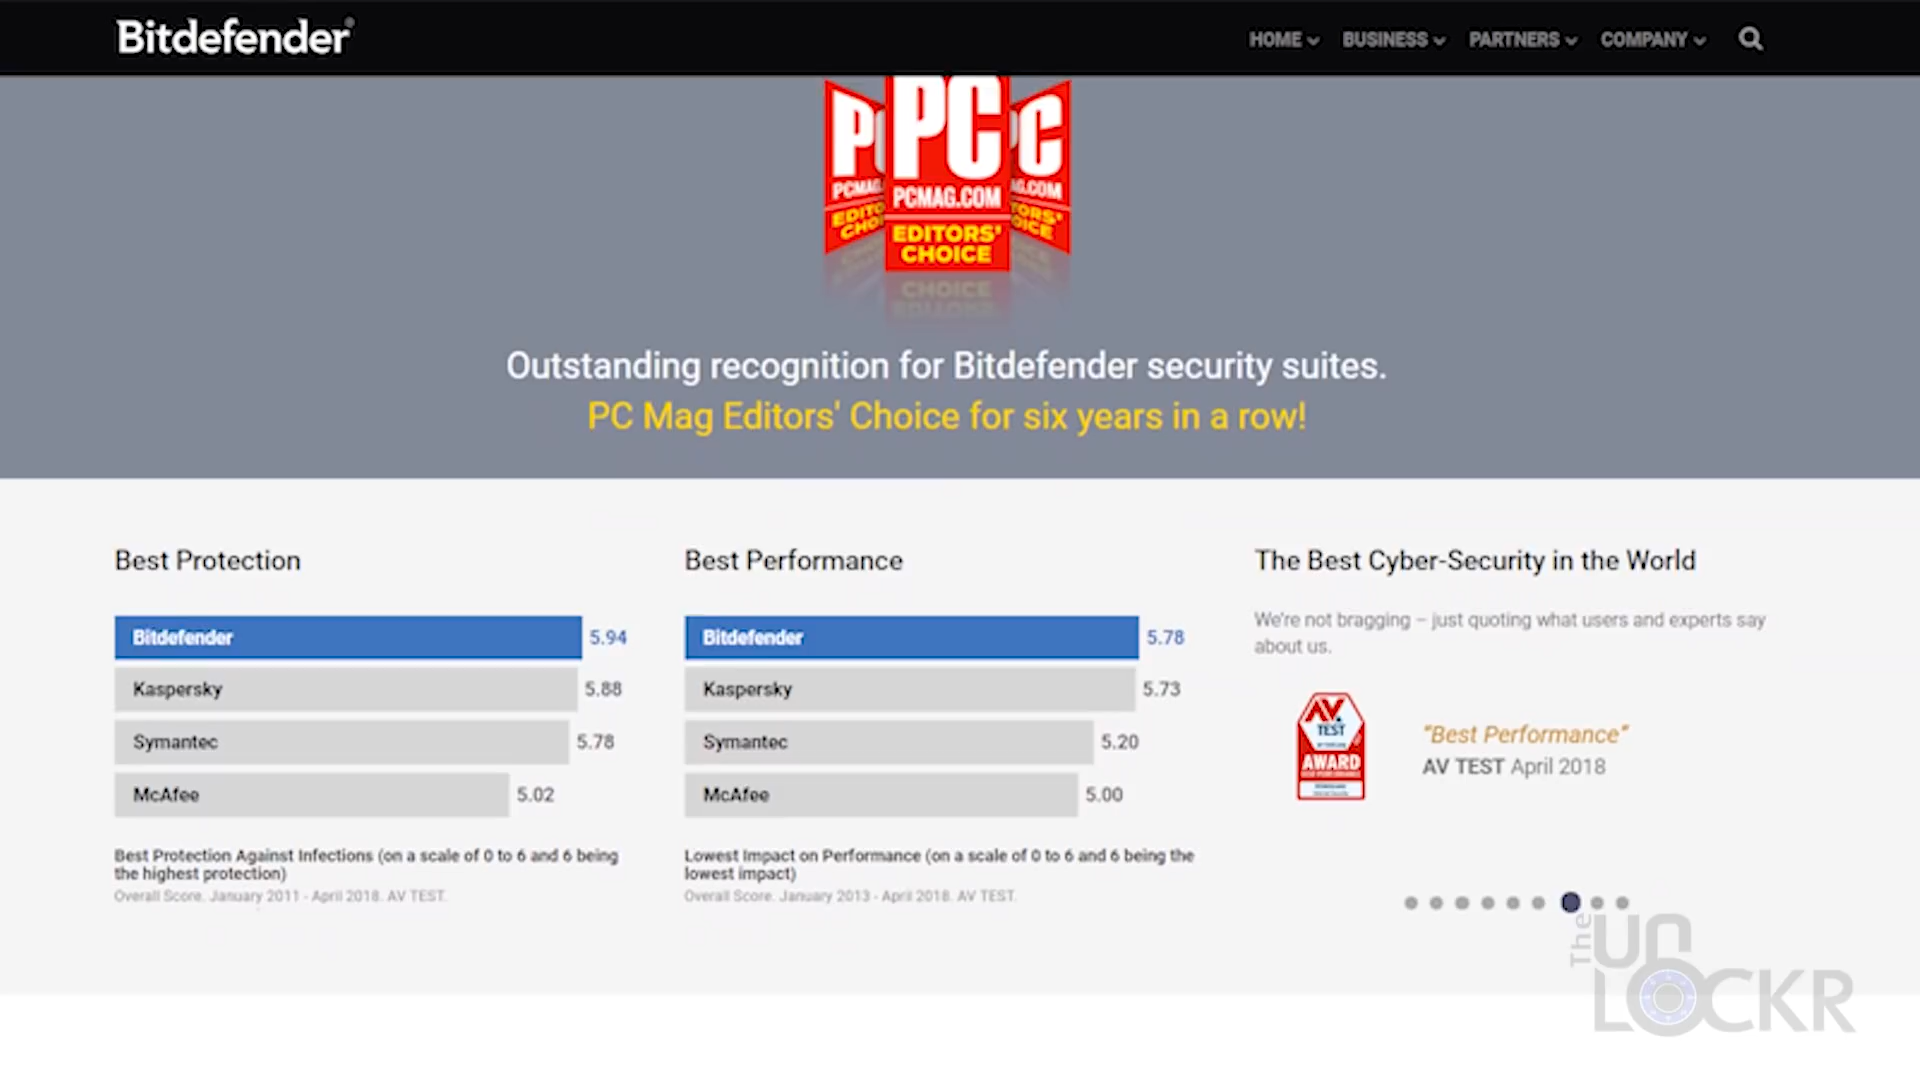 Bitdefender®
HOME
BUSINESS
PARTNERS
COMPANY
PC
PCMAG.COM
EDITORS'
CHOICE
Outstanding recognition for Bitdefender security suites.
PC Mag Editors' Choice for six years in a row!
Best Protection
Bitdefender 5.94
Kaspersky 5.88
Symantec 5.78
McAfee 5.02
Best Protection Against Infections (on a scale of 0 to 6 and 6 being
the highest protection)
Overall Score. January 2011 - April 2018. AV TEST.
Best Performance
Bitdefender 5.78
Kaspersky 5.73
Symantec 5.20
McAfee 5.00
Lowest Impact on Performance (on a scale of 0 to 6 and 6 being the
lowest impact)
Overall Score. January 2013 - April 2018. AV TEST.
The Best Cyber-Security in the World
We're not bragging – just quoting what users and experts say
about us.
AV
TEST
AWARD
“Best Performance”
AV TEST April 2018
The
UN
LOCKR